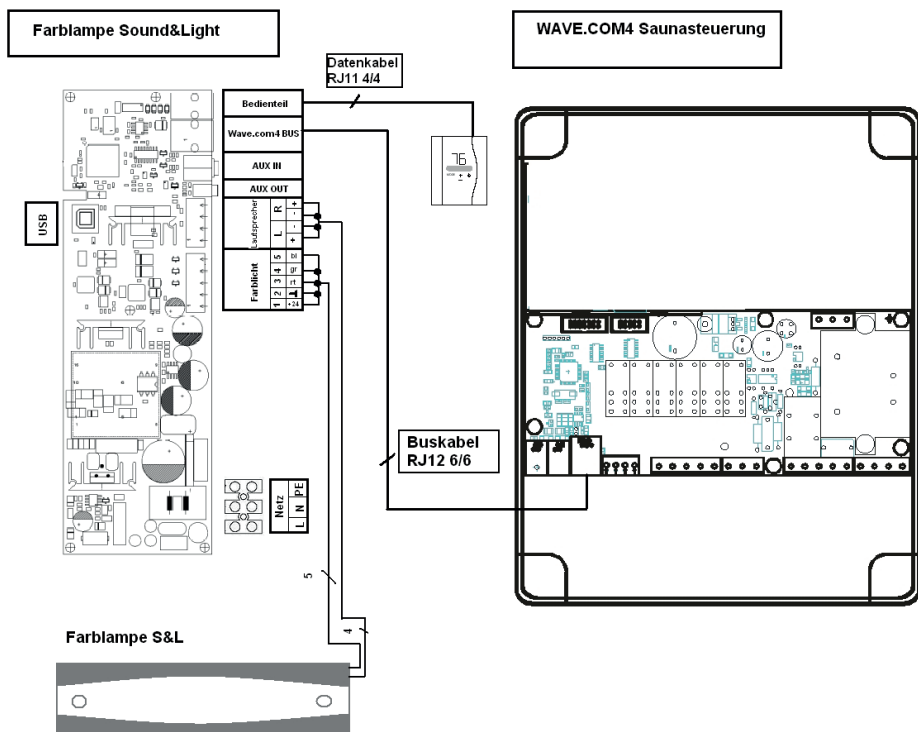 Farblampe Sound&Light
WAVE.COM4 Saunasteuerung
Datenkabel
RJ11 4/4
Bedienteil
Wave.com4 BUS
AUX IN
AUX OUT
USB
Lautsprecher
R
L
+
-
-
+
Farblicht
5 bl
4 gr
3 rt
2
1 +24
76
Buskabel
RJ12 6/6
Netz
L N PE
5
4
Farblampe S&L